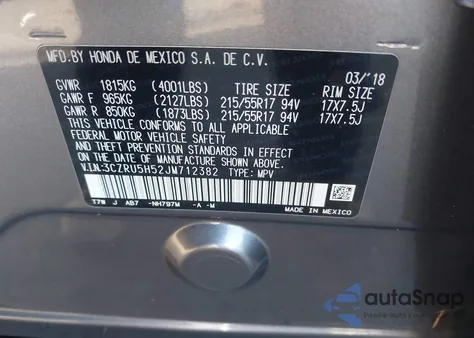 MFD.BY HONDA DE MEXICO S.A. DE C.V.
03/'18
GVWR 1815KG (4001LBS) TIRE SIZE RIM SIZE
GAWR F 965KG (2127LBS) 215/55R17 94V 17X7.5J
GAWR R 850KG (1873LBS) 215/55R17 94V 17X7.5J
THIS VEHICLE CONFORMS TO ALL APPLICABLE
FEDERAL MOTOR VEHICLE SAFETY AND
THEFT PREVENTION STANDARDS IN EFFECT ON THE
DATE OF MANUFACTURE SHOWN ABOVE.
V.I.N:3CZRU5H52JM712382 TYPE: MPV
I7W J AB7 -NH797M -A -M
MADE IN MEXICO
autoSnap